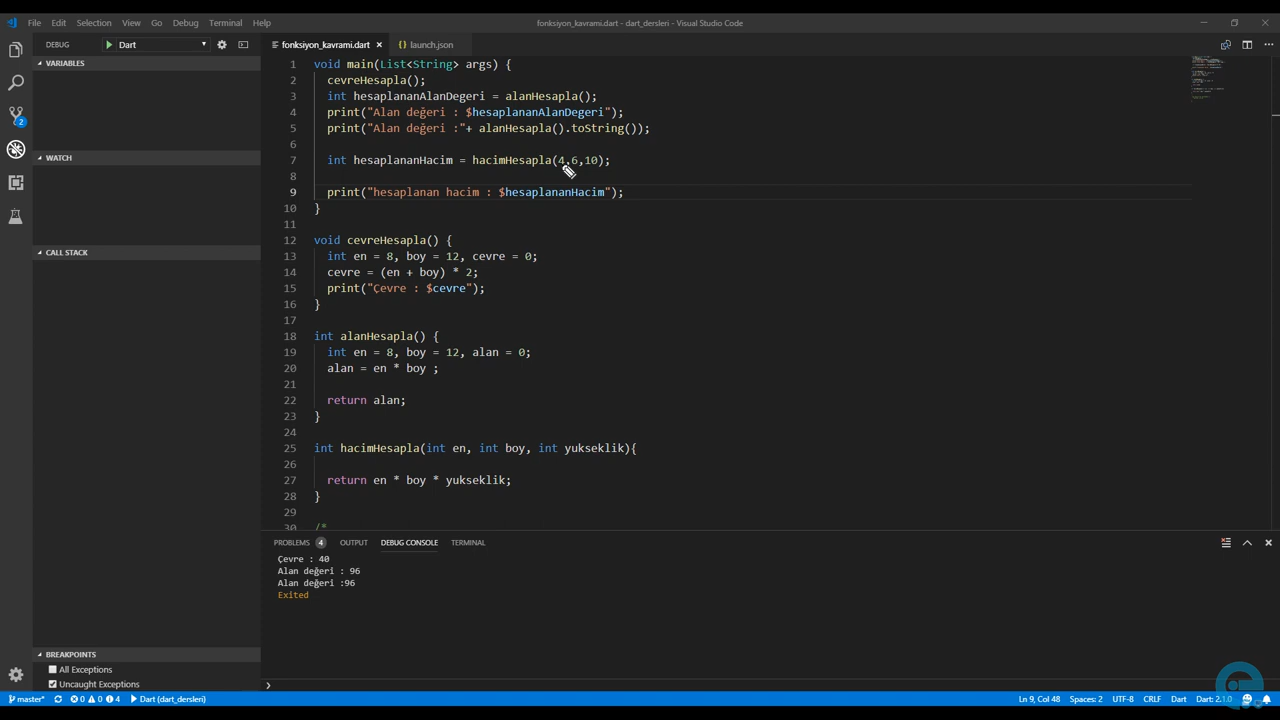 File Edit Selection View Go Debug Terminal Help
fonksiyon_kavrami.dart - dart_dersleri - Visual Studio Code
DEBUG Dart
fonksiyon_kavrami.dart × {} launch.json
VARIABLES
WATCH
CALL STACK
BREAKPOINTS
All Exceptions
Uncaught Exceptions
2
1 void main(List<String> args) {
2 cevreHesapla();
3 int hesaplananAlanDegeri = alanHesapla();
4 print("Alan değeri : $hesaplananAlanDegeri");
5 print("Alan değeri :"+ alanHesapla().toString());
6
7 int hesaplananHacim = hacimHesapla(4,6,10);
8
9 print("hesaplanan hacim : $hesaplananHacim");
10 }
11
12 void cevreHesapla() {
13 int en = 8, boy = 12, cevre = 0;
14 cevre = (en + boy) * 2;
15 print("Çevre : $cevre");
16 }
17
18 int alanHesapla() {
19 int en = 8, boy = 12, alan = 0;
20 alan = en * boy ;
21
22 return alan;
23 }
24
25 int hacimHesapla(int en, int boy, int yukseklik){
26
27 return en * boy * yukseklik;
28 }
29
30 /*
PROBLEMS 4 OUTPUT DEBUG CONSOLE TERMINAL
Çevre : 40
Alan değeri : 96
Alan değeri :96
Exited
master* 0 0 4 Dart (dart_dersleri)
Ln 9, Col 48 Spaces: 2 UTF-8 CRLF Dart Dart: 2.1.0